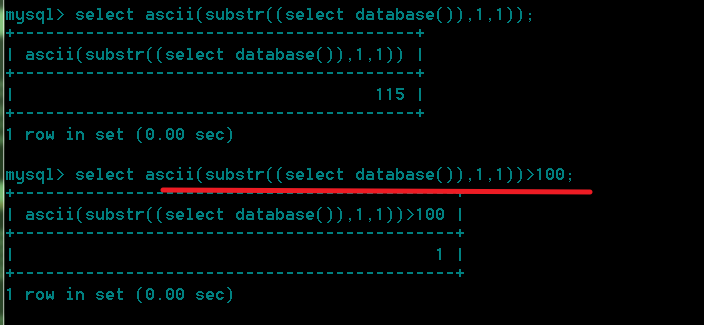 mysql> select ascii(substr((select database()),1,1));
+----------------------------------------+
| ascii(substr((select database()),1,1)) |
+----------------------------------------+
|                                    115 |
+----------------------------------------+
1 row in set (0.00 sec)
mysql> select ascii(substr((select database()),1,1))>100;
+--------------------------------------------+
| ascii(substr((select database()),1,1))>100 |
+--------------------------------------------+
|                                          1 |
+--------------------------------------------+
1 row in set (0.00 sec)